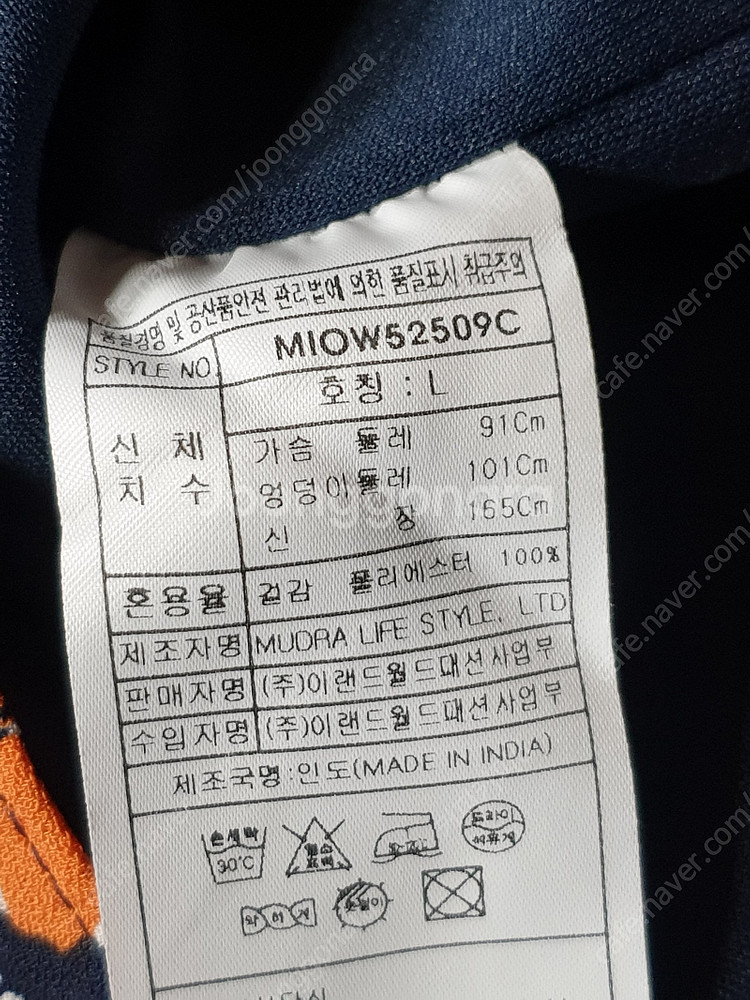 품질경영 및 공산품안전 관리법에 의한 품질표시 취급주의
STYLE NO. MIOW52509C
호칭 : L
신체 치수
가슴 둘레 91Cm
엉덩이둘레 101Cm
신 장 165Cm
혼용율 겉감 폴리에스터 100%
제조자명 MUDRA LIFE STYLE. LTD
판매자명 (주)이랜드월드패션사업부
수입자명 (주)이랜드월드패션사업부
제조국명:인도(MADE IN INDIA)
손세탁 30℃
염소 표백
드라이
약하게
joonggonara
cafe.naver.com/joonggonara